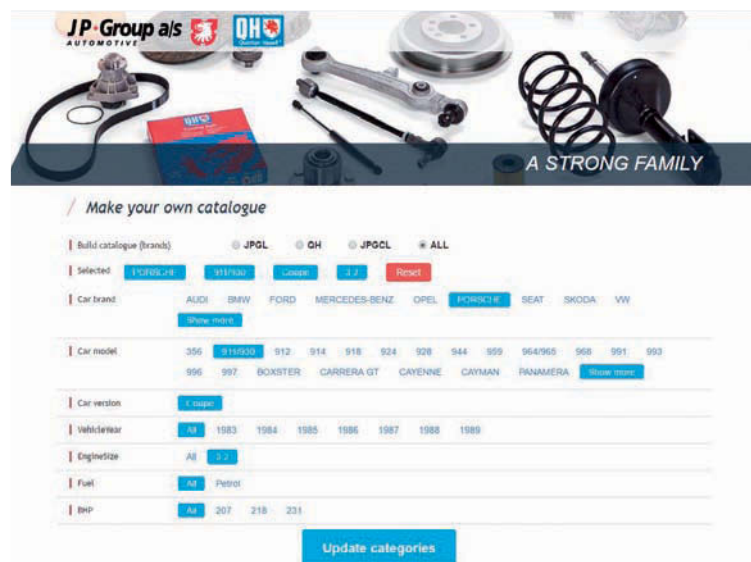 JP Group a/s QH
AUTOMOTIVE Quinton Hazell
QH
A STRONG FAMILY
/ Make your own catalogue
Build catalogue (brands) JPGL QH JPGCL ALL
Selected PORSCHE 911/930 Coupe Reset
Car brand AUDI BMW FORD MERCEDES-BENZ OPEL PORSCHE SEAT SKODA VW
Show more
Car model 356 911/930 912 914 918 924 928 944 959 964/965 968 991 993
996 997 BOXSTER CARRERA GT CAYENNE CAYMAN PANAMERA Show more
Car version Coupe
VehicleYear All 1983 1984 1985 1986 1987 1988 1989
EngineSize All
Fuel All Petrol
BHP All 207 218 231
Update categories